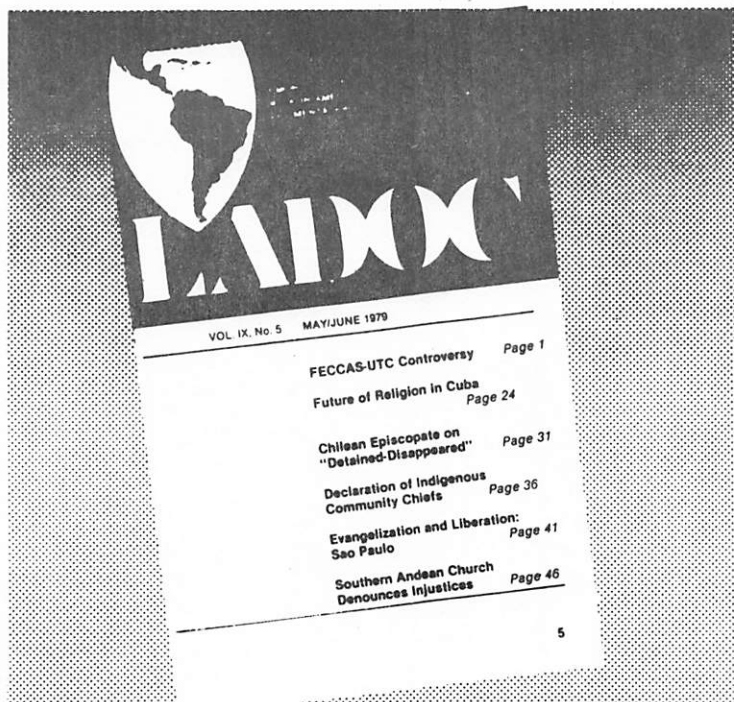 LADOC
VOL. IX, No. 5 MAY/JUNE 1979
FECCAS-UTC Controversy Page 1
Future of Religion in Cuba
Page 24
Chilean Episcopate on
"Detained-Disappeared" Page 31
Declaration of Indigenous
Community Chiefs Page 36
Evangelization and Liberation:
Sao Paulo Page 41
Southern Andean Church
Denounces Injustices Page 46
5